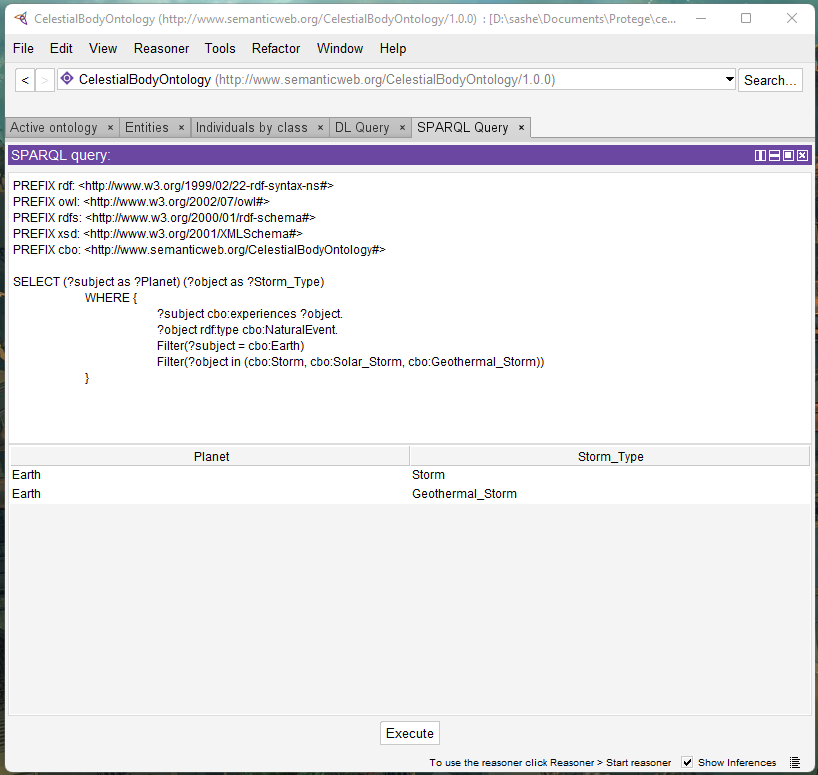 CelestialBodyOntology (http://www.semanticweb.org/CelestialBodyOntology/1.0.0) : [D:\sashe\Documents\Protege\ce...
File Edit View Reasoner Tools Refactor Window Help
< > CelestialBodyOntology (http://www.semanticweb.org/CelestialBodyOntology/1.0.0) Search...
Active ontology × Entities × Individuals by class × DL Query × SPARQL Query ×
SPARQL query:
PREFIX rdf: <http://www.w3.org/1999/02/22-rdf-syntax-ns#>
PREFIX owl: <http://www.w3.org/2002/07/owl#>
PREFIX rdfs: <http://www.w3.org/2000/01/rdf-schema#>
PREFIX xsd: <http://www.w3.org/2001/XMLSchema#>
PREFIX cbo: <http://www.semanticweb.org/CelestialBodyOntology#>
SELECT (?subject as ?Planet) (?object as ?Storm_Type)
WHERE {
?subject cbo:experiences ?object.
?object rdf:type cbo:NaturalEvent.
Filter(?subject = cbo:Earth)
Filter(?object in (cbo:Storm, cbo:Solar_Storm, cbo:Geothermal_Storm))
}
Planet Storm_Type
Earth Storm
Earth Geothermal_Storm
Execute
To use the reasoner click Reasoner > Start reasoner Show Inferences